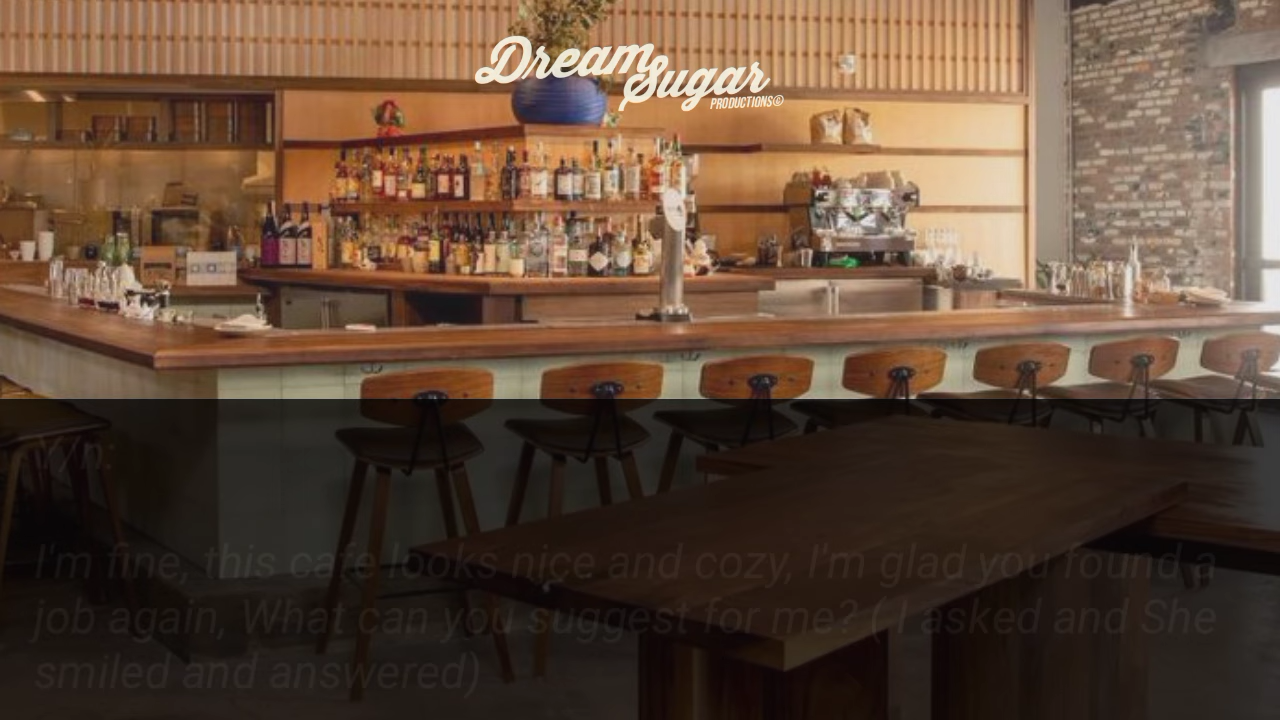 Dream
Sugar
PRODUCTIONS©
I'm fine, this cafe looks nice and cozy, I'm glad you found a
job again, What can you suggest for me? ( I asked and She
smiled and answered)